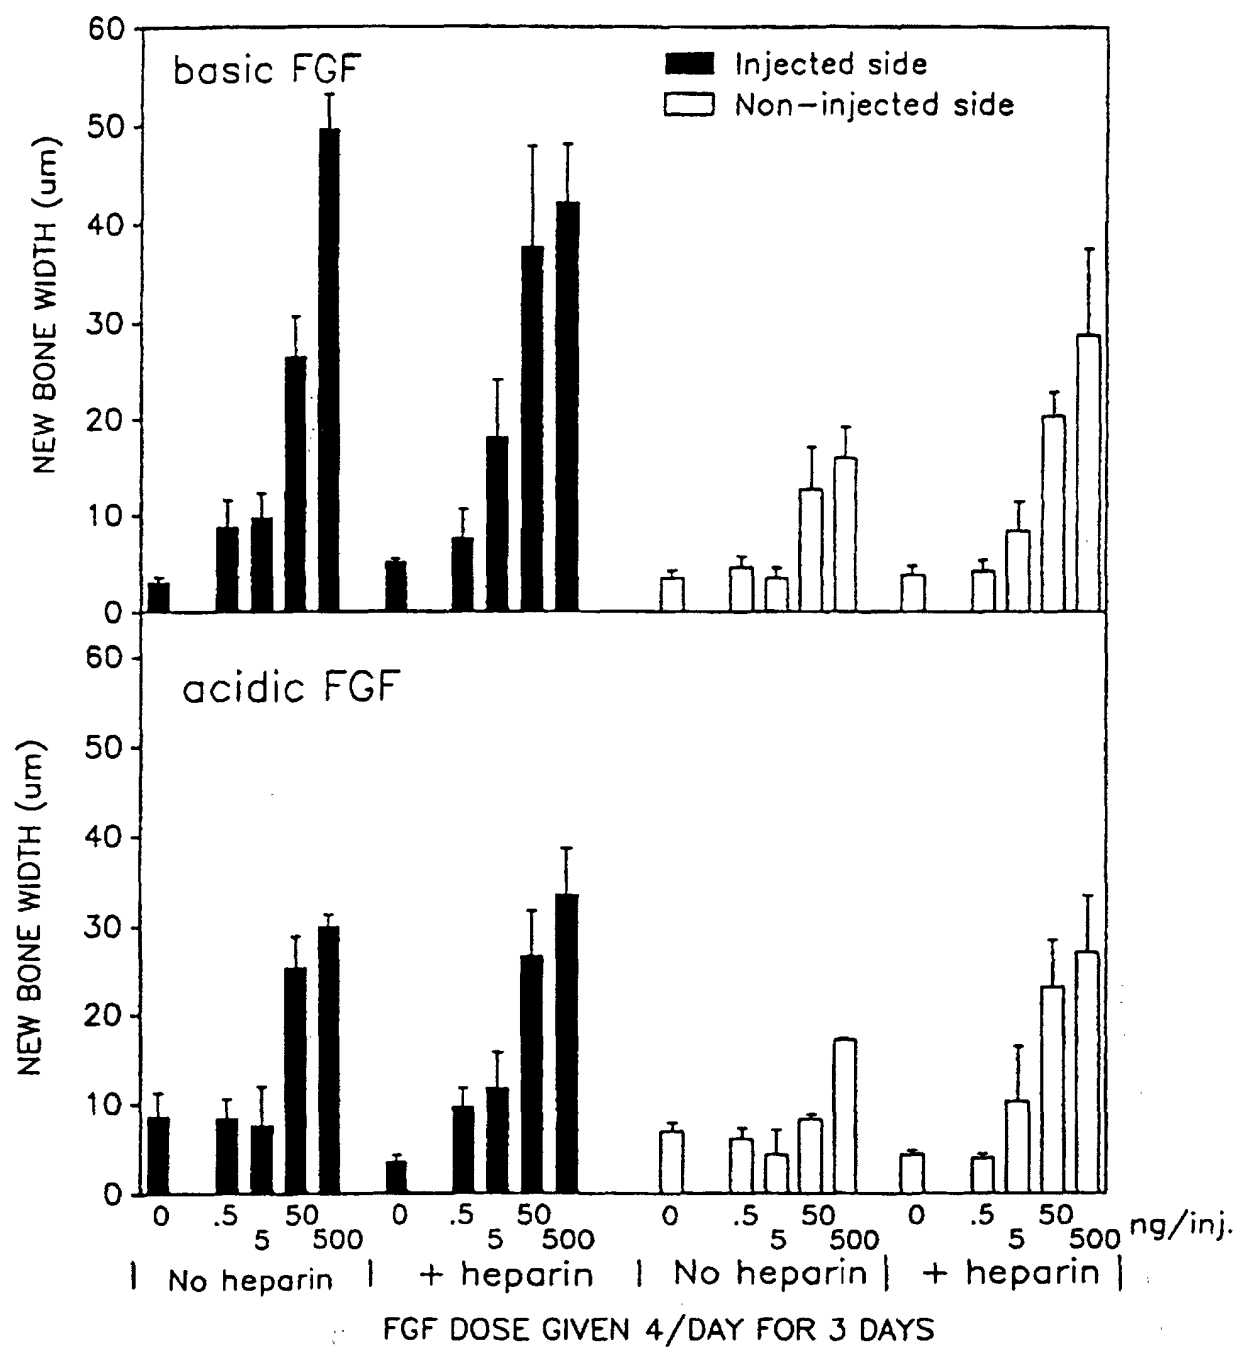 60
basic FGF
Injected side
Non-injected side
50
40
30
20
10
0
NEW BONE WIDTH (um)
60
acidic FGF
50
40
30
20
10
0
NEW BONE WIDTH (um)
0 .5 50 0 .5 50 0 .5 50 0 .5 50 ng/inj.
5 500 5 500 5 500 5 500
| No heparin | + heparin | No heparin | + heparin |
FGF DOSE GIVEN 4/DAY FOR 3 DAYS